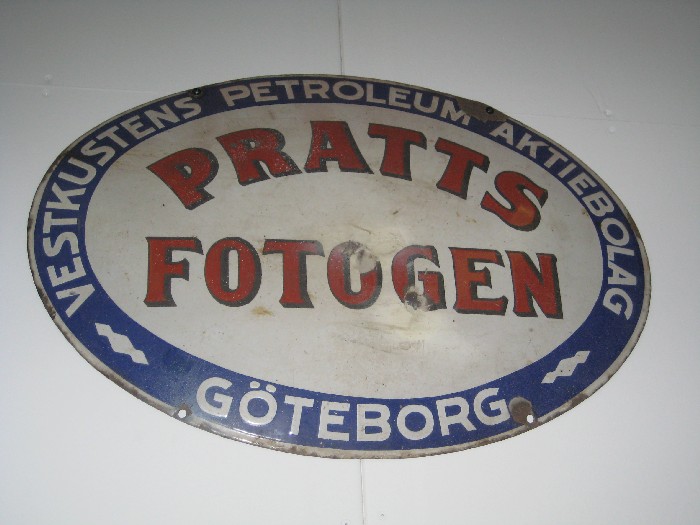 VESTKUSTENS PETROLEUM AKTIEBOLAG
PRATTS
FOTOGEN
GÖTEBORG